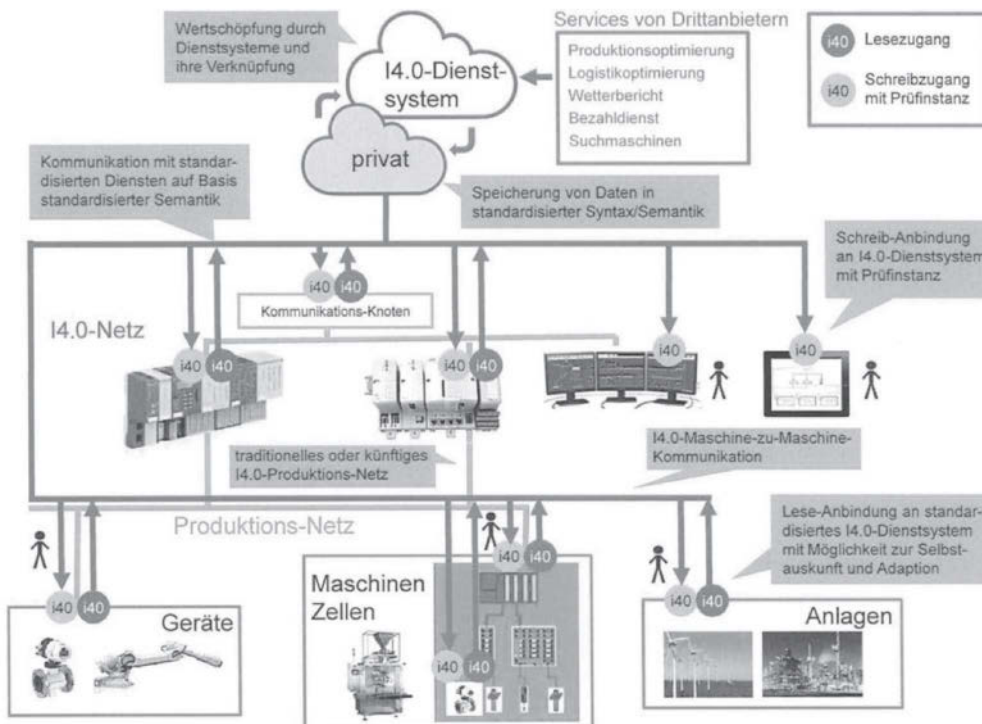 Wertschöpfung durch
Dienstsysteme und
ihre Verknüpfung
I4.0-Dienst-
system
privat
Services von Drittanbietern
Produktionsoptimierung
Logistikoptimierung
Wetterbericht
Bezahldienst
Suchmaschinen
i40 Lesezugang
i40 Schreibzugang
mit Prüfinstanz
Kommunikation mit standar-
disierten Diensten auf Basis
standardisierter Semantik
Speicherung von Daten in
standardisierter Syntax/Semantik
Schreib-Anbindung
an I4.0-Dienstsystem
mit Prüfinstanz
i40 i40
Kommunikations-Knoten
I4.0-Netz
i40 i40
i40 i40
i40
i40
traditionelles oder künftiges
I4.0-Produktions-Netz
I4.0-Maschine-zu-Maschine-
Kommunikation
Produktions-Netz
Lese-Anbindung an standar-
disiertes I4.0-Dienstsystem
mit Möglichkeit zur Selbst-
auskunft und Adaption
i40 i40
Geräte
Maschinen
Zellen
i40 i40
i40 i40
i40 i40
Anlagen